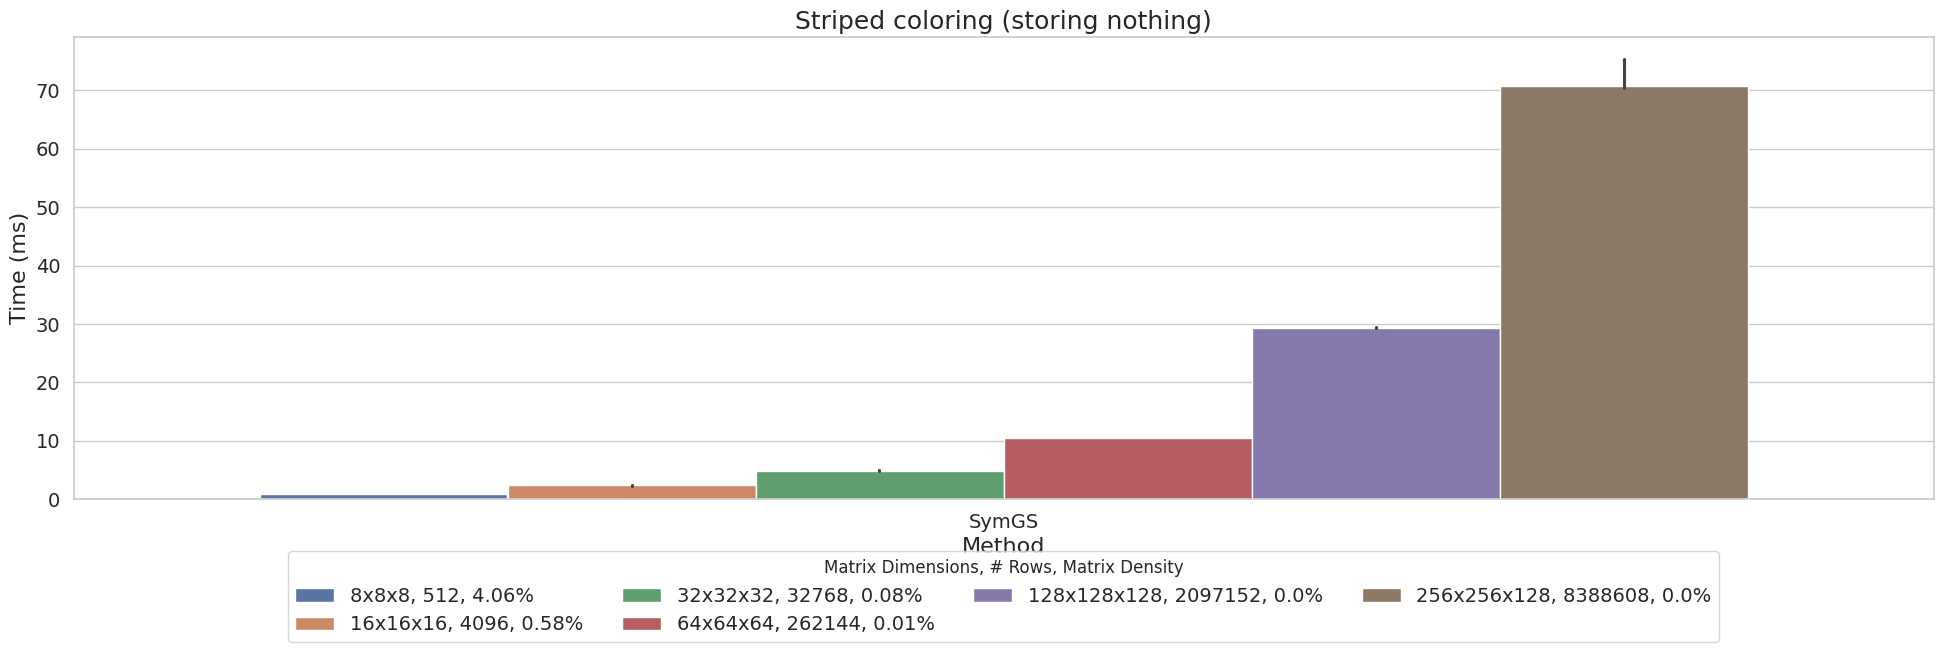 Striped coloring (storing nothing)
Time (ms)
70
60
50
40
30
20
10
0
SymGS
Method
Matrix Dimensions, # Rows, Matrix Density
8x8x8, 512, 4.06%
16x16x16, 4096, 0.58%
32x32x32, 32768, 0.08%
64x64x64, 262144, 0.01%
128x128x128, 2097152, 0.0%
256x256x128, 8388608, 0.0%